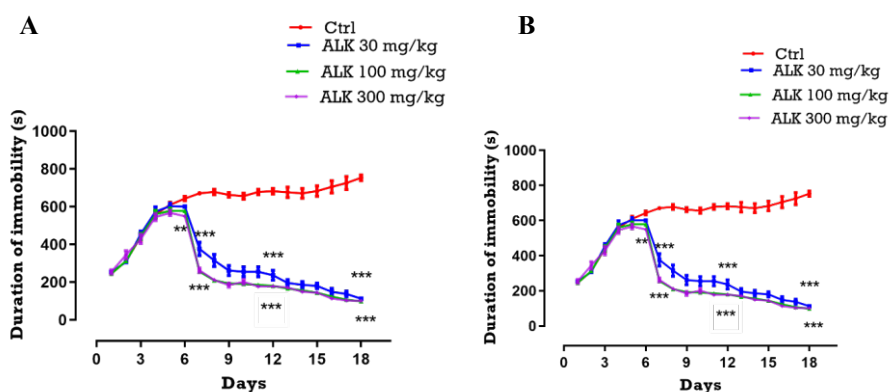 A
Ctrl
ALK 30 mg/kg
ALK 100 mg/kg
ALK 300 mg/kg
Duration of immobility (s)
1000
800
600
400
200
0
**
***
***
***
***
***
***
0 3 6 9 12 15 18
Days
B
Ctrl
ALK 30 mg/kg
ALK 100 mg/kg
ALK 300 mg/kg
Duration of immobility (s)
1000
800
600
400
200
0
**
***
***
***
***
***
***
0 3 6 9 12 15 18
Days